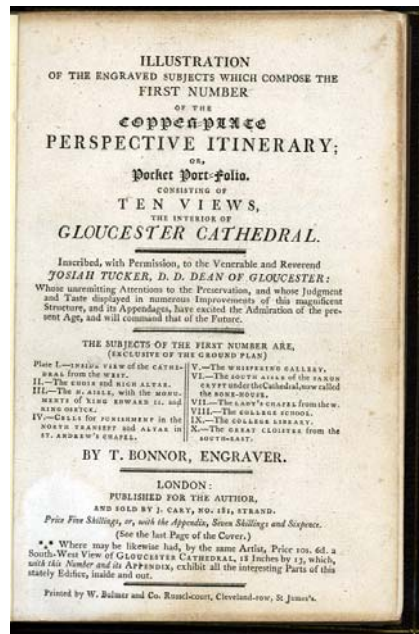 ILLUSTRATION
OF THE ENGRAVED SUBJECTS WHICH COMPOSE THE
FIRST NUMBER
OF THE
COPPER-PLATE
PERSPECTIVE ITINERARY;
OR,
Pocket Port-Folio.
CONSISTING OF
TEN VIEWS,
THE INTERIOR OF
GLOUCESTER CATHEDRAL.
Inscribed, with Permission, to the Venerable and Reverend
JOSIAH TUCKER, D. D. DEAN OF GLOUCESTER:
Whose unremitting Attentions to the Preservation, and whose Judgment
and Taste displayed in numerous Improvements of this magnificent
Structure, and its Appendages, have excited the Admiration of the pre-
sent Age, and will command that of the Future.
THE SUBJECTS OF THE FIRST NUMBER ARE,
(EXCLUSIVE OF THE GROUND PLAN)
Plate I.—INSIDE VIEW of the CATHE-
DRAL from the WEST.
II.—The CHOIR and HIGH ALTAR.
III.—The N. AISLE, with the MONU-
MENTS of KING EDWARD II. and
KING OSRICK.
IV.—CELLS for PUNISHMENT in the
NORTH TRANSEPT and ALTAR in
ST. ANDREW'S CHAPEL.
V.—The WHISPERING GALLERY.
VI.—The SOUTH AISLE of the SAXON
CRYPT under the Cathedral, now called
the BONE-HOUSE.
VII.—The LADY'S CHAPEL from the W.
VIII.—The COLLEGE SCHOOL.
IX.—The COLLEGE LIBRARY.
X.—The GREAT CLOISTER from the
SOUTH-EAST.
BY T. BONNOR, ENGRAVER.
LONDON:
PUBLISHED FOR THE AUTHOR,
AND SOLD BY J. CARY, NO. 181, STRAND.
Price Five Shillings, or, with the Appendix, Seven Shillings and Sixpence.
(See the last Page of the Cover.)
*⁎* Where may be likewise had, by the same Artist, Price 10s. 6d. a
South-West View of GLOUCESTER CATHEDRAL, 18 Inches by 13, which,
with this Number and its APPENDIX, exhibit all the interesting Parts of this
stately Edifice, inside and out.
Printed by W. Bulmer and Co. Russel-court, Cleveland-row, St James's.